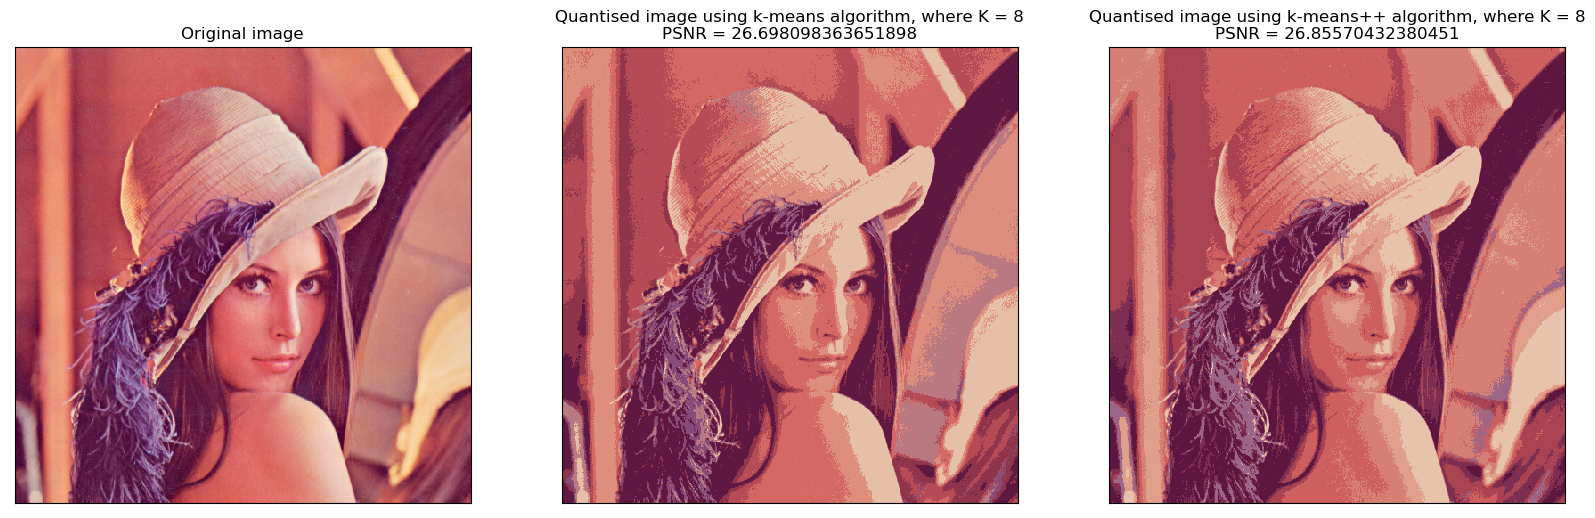 Original image
Quantised image using k-means algorithm, where K = 8
PSNR = 26.698098363651898
Quantised image using k-means++ algorithm, where K = 8
PSNR = 26.85570432380451